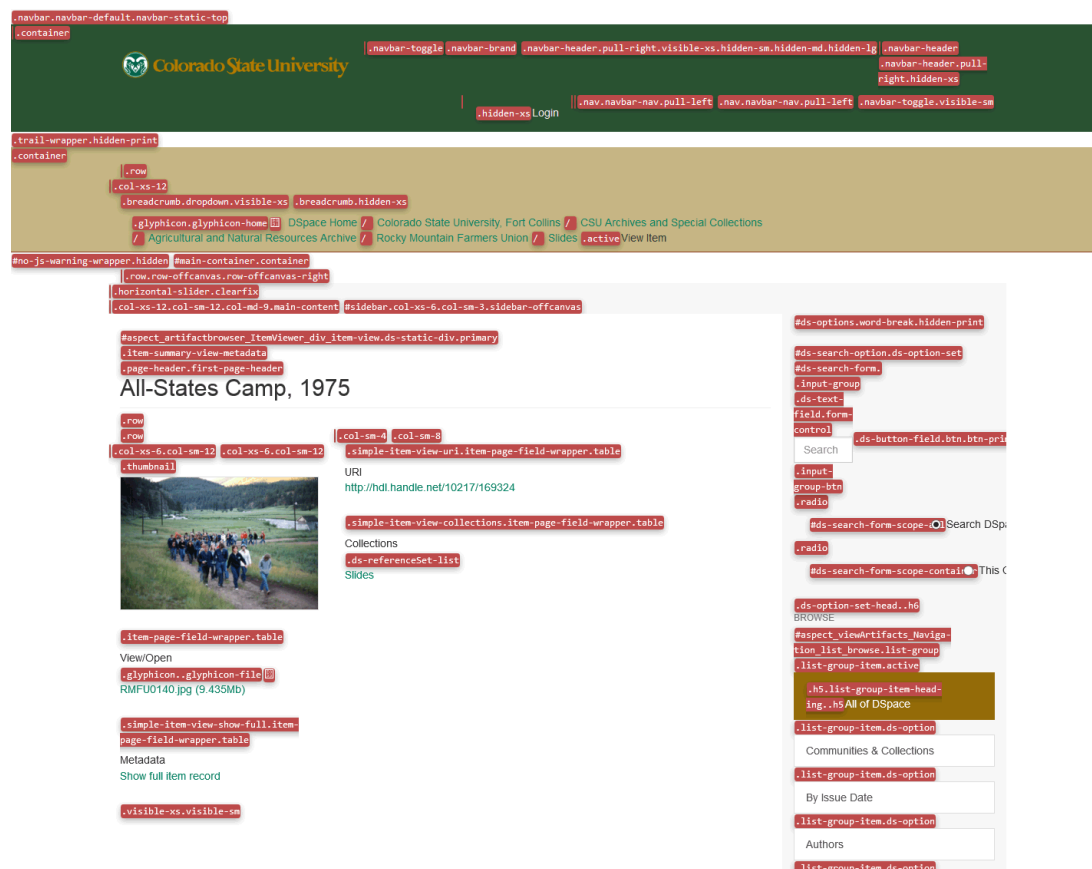 .navbar.navbar-default.navbar-static-top
.container
Colorado State University
.navbar-toggle .navbar-brand .navbar-header.pull-right.visible-xs.hidden-sm.hidden-md.hidden-lg .navbar-header
.navbar-header.pull-
right.hidden-xs
.nav.navbar-nav.pull-left .nav.navbar-nav.pull-left .navbar-toggle.visible-sm
.hidden-xs Login
.trail-wrapper.hidden-print
.container
.row
.col-xs-12
.breadcrumb.dropdown.visible-xs .breadcrumb.hidden-xs
.glyphicon.glyphicon-home DSpace Home / Colorado State University, Fort Collins / CSU Archives and Special Collections
/ Agricultural and Natural Resources Archive / Rocky Mountain Farmers Union / Slides .active View Item
#no-js-warning-wrapper.hidden #main-container.container
.row.row-offcanvas.row-offcanvas-right
.horizontal-slider.clearfix
.col-xs-12.col-sm-12.col-md-9.main-content #sidebar.col-xs-6.col-sm-3.sidebar-offcanvas
#aspect_artifactbrowser_ItemViewer_div_item-view.ds-static-div.primary
.item-summary-view-metadata
.page-header.first-page-header
All-States Camp, 1975
.row
.row
.col-xs-6.col-sm-12 .col-xs-6.col-sm-12
.thumbnail
.item-page-field-wrapper.table
View/Open
.glyphicon..glyphicon-file
RMFU0140.jpg (9.435Mb)
.simple-item-view-show-full.item-
page-field-wrapper.table
Metadata
Show full item record
.visible-xs.visible-sm
.col-sm-4 .col-sm-8
.simple-item-view-uri.item-page-field-wrapper.table
URI
http://hdl.handle.net/10217/169324
.simple-item-view-collections.item-page-field-wrapper.table
Collections
.ds-referenceSet-list
Slides
#ds-options.word-break.hidden-print
#ds-search-option.ds-option-set
#ds-search-form.
.input-group
.ds-text-
field.form-
control
.ds-button-field.btn.btn-pri
Search
.input-
group-btn
.radio
#ds-search-form-scope-all Search DSpa
.radio
#ds-search-form-scope-container This
.ds-option-set-head..h6
BROWSE
#aspect_viewArtifacts_Naviga-
tion_list_browse.list-group
.list-group-item.active
.h5.list-group-item-head-
ing..h5 All of DSpace
.list-group-item.ds-option
Communities & Collections
.list-group-item.ds-option
By Issue Date
.list-group-item.ds-option
Authors
.list-group-item.ds-option